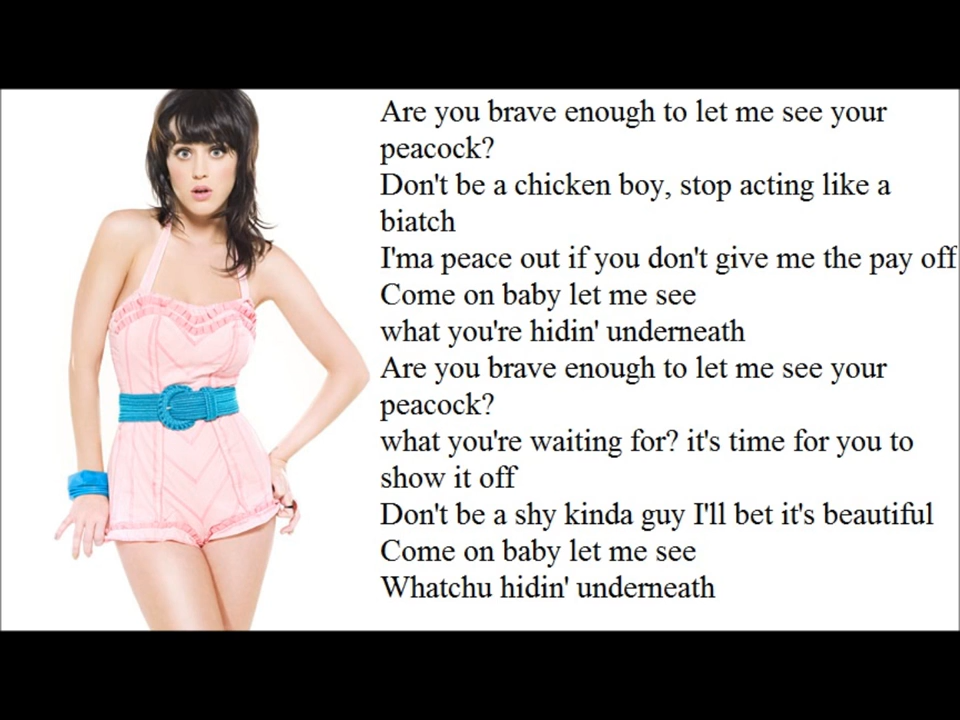 Are you brave enough to let me see your
peacock?
Don't be a chicken boy, stop acting like a
biatch
I'ma peace out if you don't give me the pay off
Come on baby let me see
what you're hidin' underneath
Are you brave enough to let me see your
peacock?
what you're waiting for? it's time for you to
show it off
Don't be a shy kinda guy I'll bet it's beautiful
Come on baby let me see
Whatchu hidin' underneath